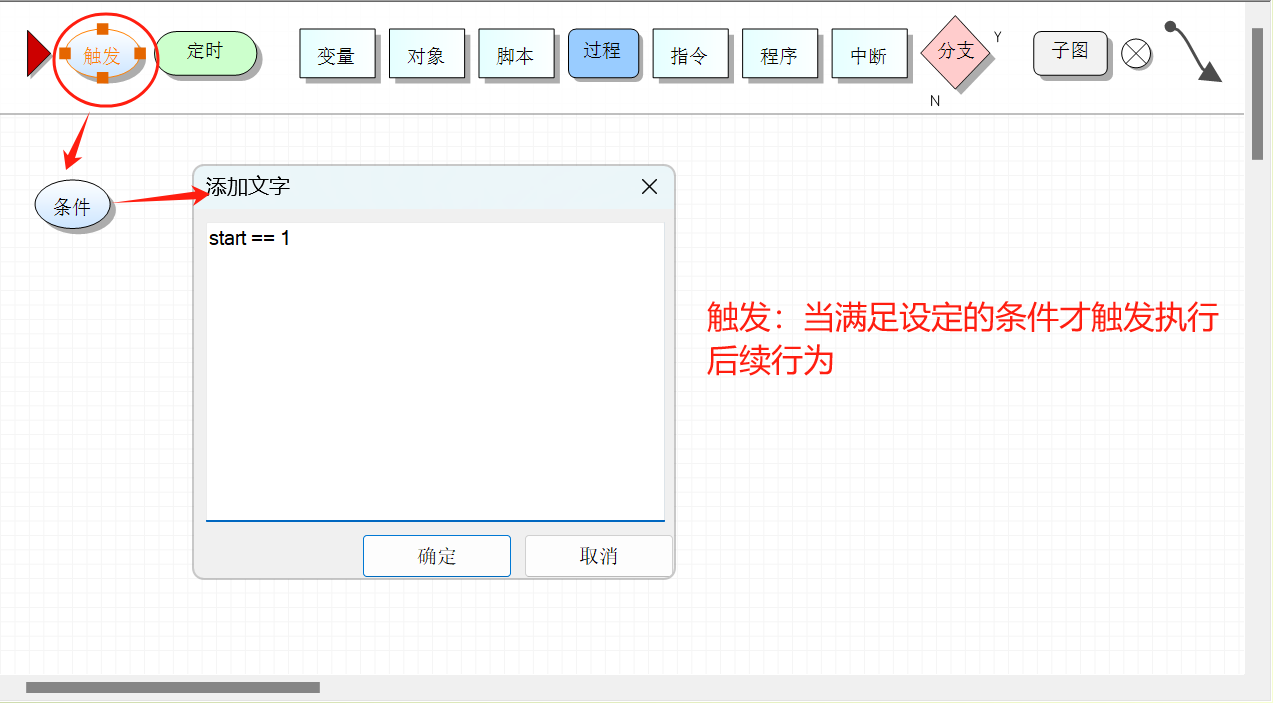 触发
定时
变量
对象
脚本
过程
指令
程序
中断
分支
Y
N
子图
条件
添加文字
start == 1
确定
取消
触发：当满足设定的条件才触发执行
后续行为